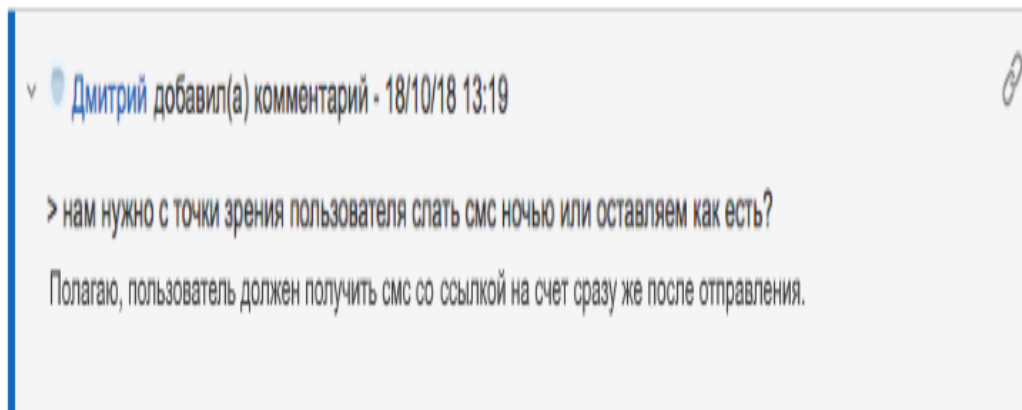 Дмитрий добавил(а) комментарий - 18/10/18 13:19
> нам нужно с точки зрения пользователя слать смс ночью или оставляем как есть?
Полагаю, пользователь должен получить смс со ссылкой на счет сразу же после отправления.